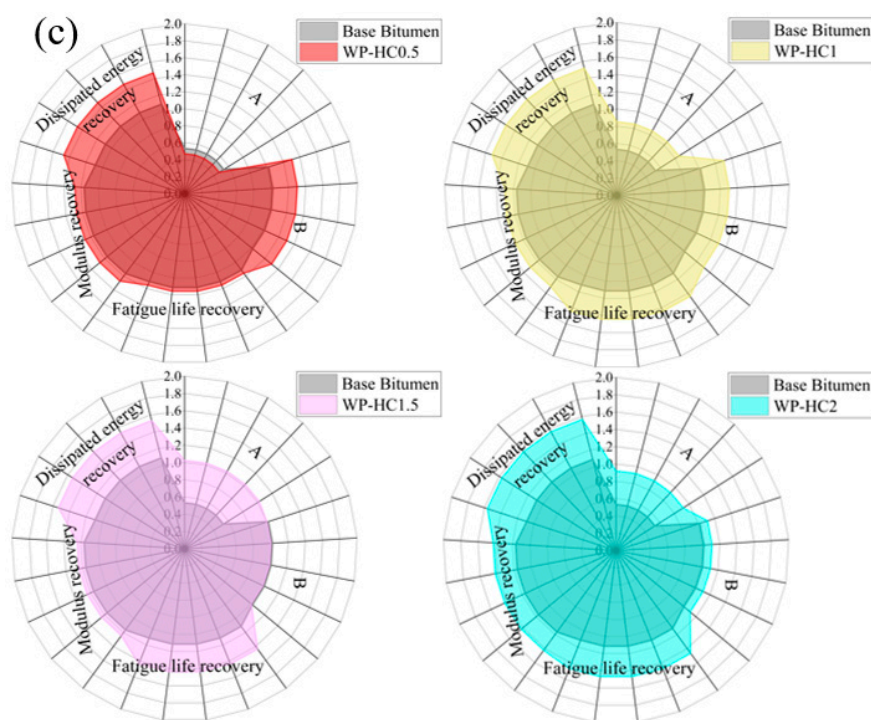 (c)
Base Bitumen
WP-HC0.5
2.0
1.8
1.6
1.4
1.2
1.0
0.8
0.6
0.4
0.2
0.0
A
B
Fatigue life recovery
Modulus recovery
Dissipated energy
recovery
Base Bitumen
WP-HC1
2.0
1.8
1.6
1.4
1.2
1.0
0.8
0.6
0.4
0.2
0.0
A
B
Fatigue life recovery
Modulus recovery
Dissipated energy
recovery
Base Bitumen
WP-HC1.5
2.0
1.8
1.6
1.4
1.2
1.0
0.8
0.6
0.4
0.2
0.0
A
B
Fatigue life recovery
Modulus recovery
Dissipated energy
recovery
Base Bitumen
WP-HC2
2.0
1.8
1.6
1.4
1.2
1.0
0.8
0.6
0.4
0.2
0.0
A
B
Fatigue life recovery
Modulus recovery
Dissipated energy
recovery